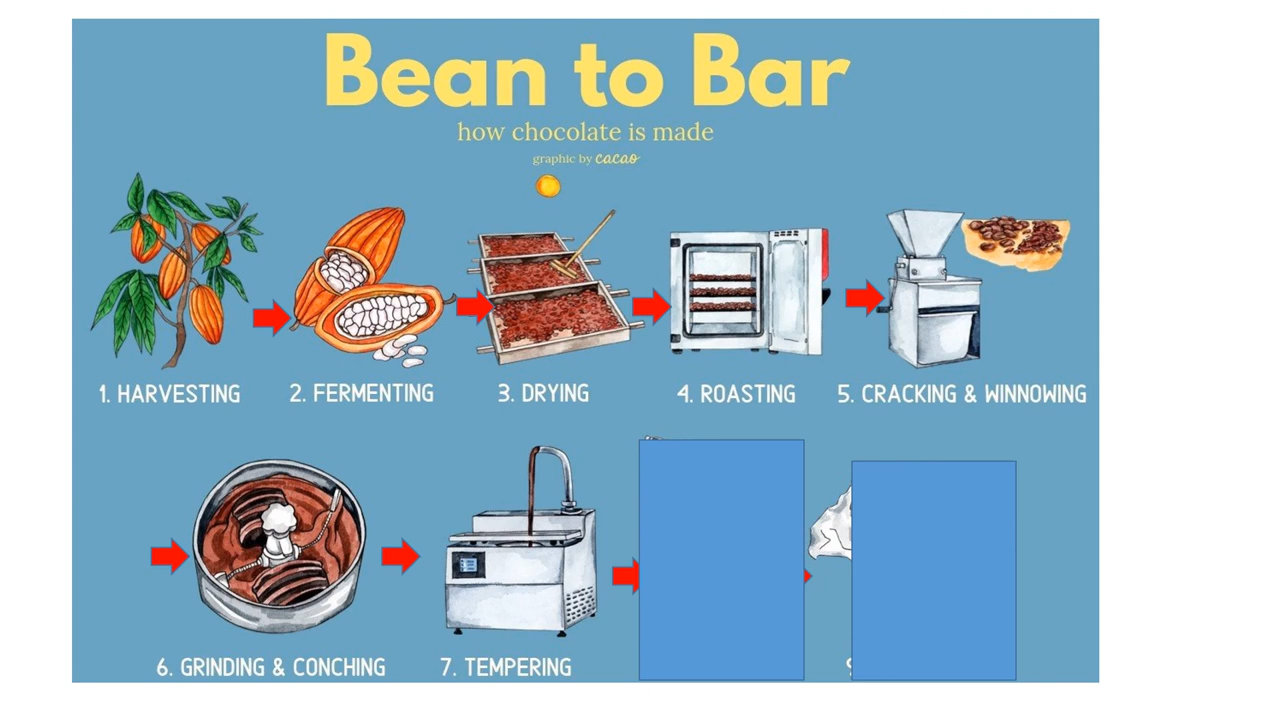 Bean to Bar
how chocolate is made
graphic by cacao
1. HARVESTING
2. FERMENTING
3. DRYING
4. ROASTING
5. CRACKING & WINNOWING
6. GRINDING & CONCHING
7. TEMPERING